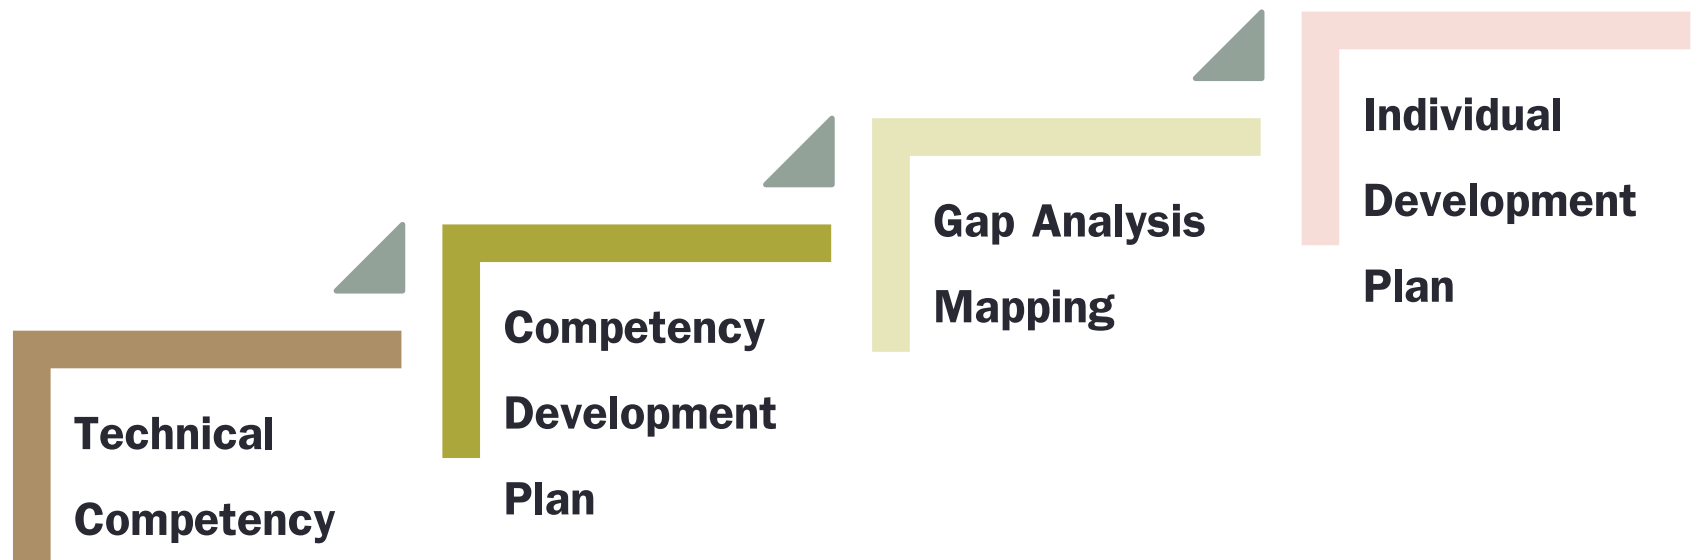 Technical
Competency
Competency
Development
Plan
Gap Analysis
Mapping
Individual
Development
Plan